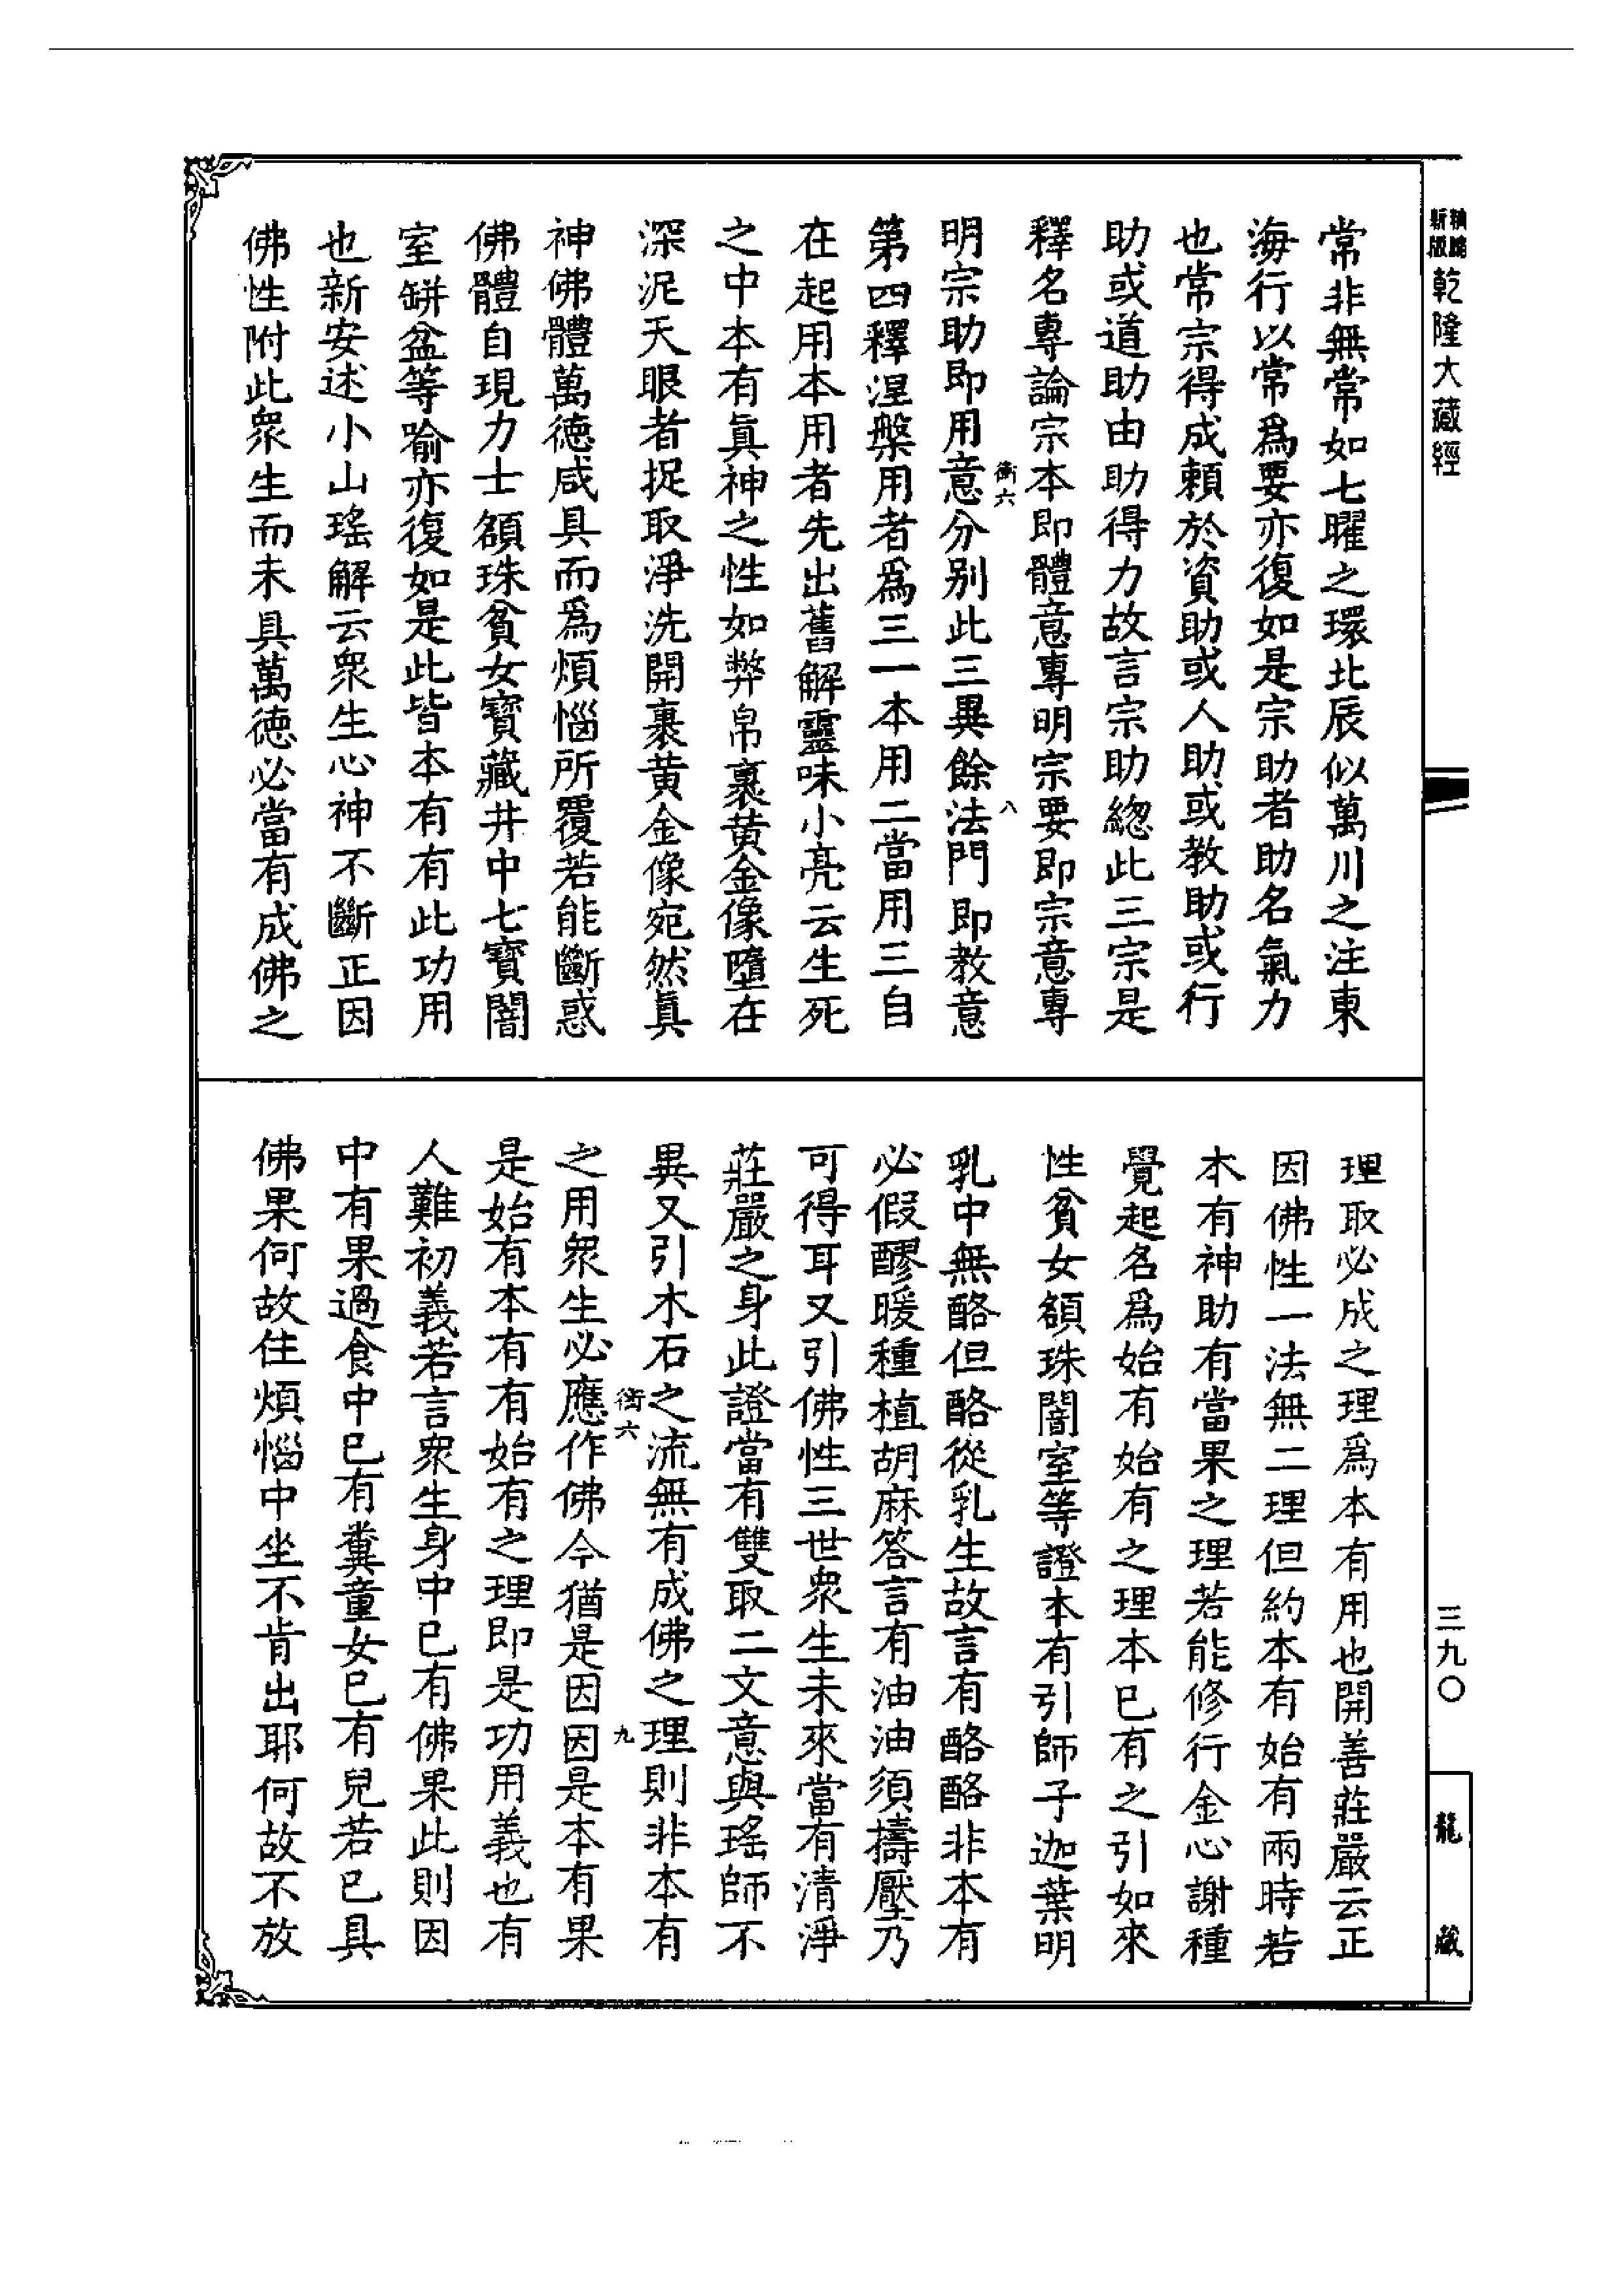 精縮
新版
乾隆大藏經
常非無常如七曜之環北辰似萬川之注東
海行以常爲要亦復如是宗助者助名氣力
也常宗得成賴於資助或人助或教助或行
助或道助由助得力故言宗助總此三宗是
釋名專論宗本即體意專明宗要即宗意專
衝六
八
明宗助即用意分別此三異餘法門即教意
第四釋涅槃用者爲三一本用二當用三自
在起用本用者先出舊解靈味小亮云生死
之中本有眞神之性如弊帛裹黃金像墮在
深泥天眼者捉取淨洗開裹黃金像宛然眞
神佛體萬德咸具而爲煩惱所覆若能斷惑
佛體自現力士額珠貧女寶藏井中七寶闇
室缾盆等喻亦復如是此皆本有有此功用
也新安述小山瑤解云衆生心神不斷正因
佛性附此衆生而未具萬德必當有成佛之
理取必成之理爲本有用也開善莊嚴云正
因佛性一法無二理但約本有始有兩時若
本有神助有當果之理若能修行金心謝種
覺起名爲始有始有之理本巳有之引如來
性貧女額珠闇室等證本有引師子迦葉明
乳中無酪但酪從乳生故言有酪酪非本有
必假醪暖種植胡麻答言有油油須擣壓乃
可得耳又引佛性三世衆生未來當有清淨
莊嚴之身此證當有雙取二文意與瑤師不
異又引木石之流無有成佛之理則非本有
衝六
九
之用衆生必應作佛今猶是因因是本有果
是始有本有有始有之理即是功用義也有
人難初義若言衆生身中巳有佛果此則因
中有果過食中巳有糞童女巳有兒若巳具
佛果何故住煩惱中坐不肯出耶何故不放
三九〇
龍藏